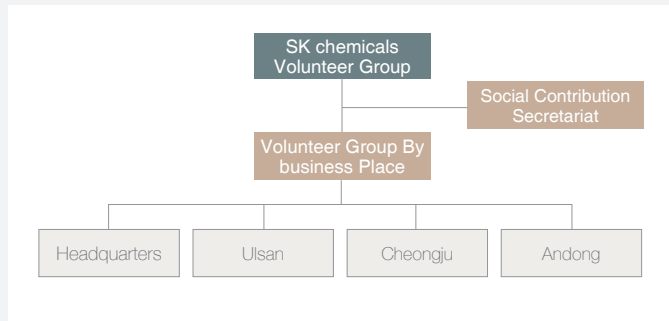 SK chemicals
Volunteer Group
Social Contribution
Secretariat
Volunteer Group By
business Place
Headquarters
Ulsan
Cheongju
Andong